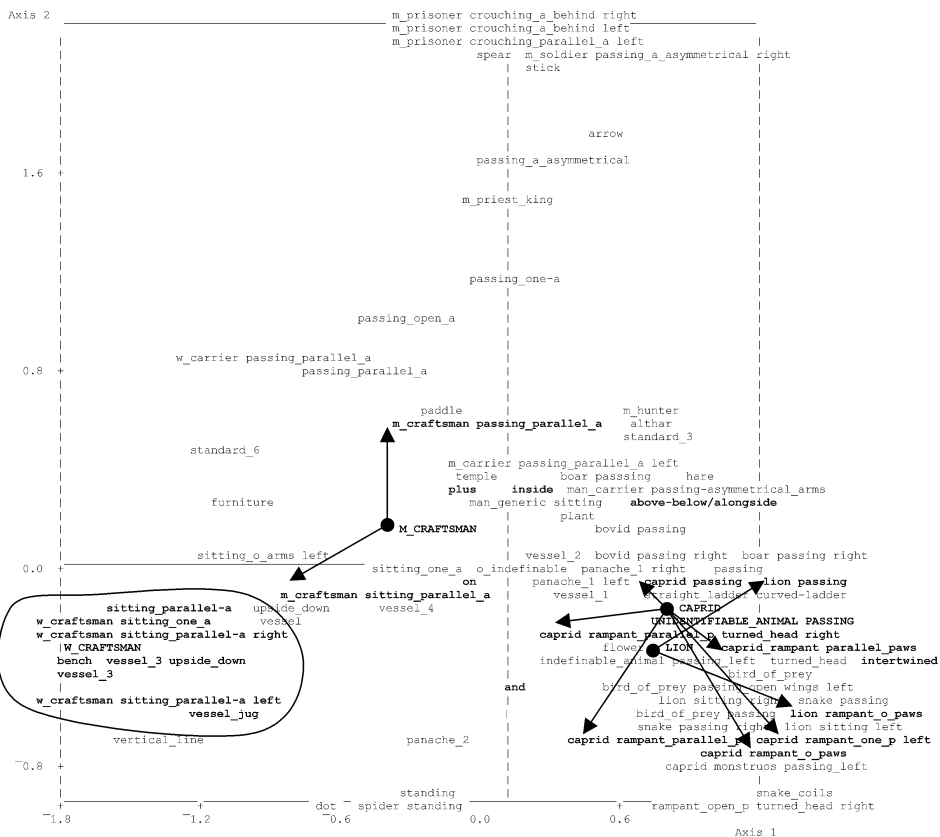 Axis 2
m_prisoner crouching_a_behind right
m_prisoner crouching_a_behind left
m_prisoner crouching_parallel_a left
spear m_soldier passing_a_asymmetrical right
stick
arrow
passing_a_asymmetrical
1.6 +
m_priest_king
passing_one-a
passing_open_a
w_carrier passing_parallel_a
0.8 + passing_parallel_a
paddle m_hunter
m_craftsman passing_parallel_a althar
standard_3
standard_6
m_carrier passing_parallel_a left
temple boar passsing hare
plus inside man_carrier passing-asymmetrical_arms
furniture man_generic sitting above-below/alongside
plant
M_CRAFTSMAN bovid passing
sitting_o_arms left vessel_2 bovid passing right boar passing right
0.0 + sitting_one_a o_indefinable panache_1 right passing
on panache_1 left caprid passing lion passing
m_craftsman sitting_parallel_a vessel_1 straight_ladder curved-ladder
sitting_parallel-a upside_down vessel_4 CAPRID
w_craftsman sitting_one_a vessel UNIDENTIFIABLE_ANIMAL PASSING
w_craftsman sitting_parallel-a right caprid rampant_parallel_p turned_head right
W_CRAFTSMAN flower LION caprid_rampant parallel_paws
bench vessel_3 upside_down indefinable_animal passing_left turned_head intertwined
vessel_3 bird_of_prey
and bird_of_prey passing_open wings left
w_craftsman sitting_parallel-a left lion sitting right snake passing
vessel_jug bird_of_prey passing lion rampant_o_paws
snake passing right lion sitting left
vertical_line panache_2 caprid rampant_parallel_p caprid rampant_one_p left
caprid rampant_o_paws
‾0.8 + caprid monstruos passing_left
standing snake_coils
dot spider standing rampant_open_p turned_head right
‾1.8 ‾1.2 ‾0.6 0.0 0.6
Axis 1